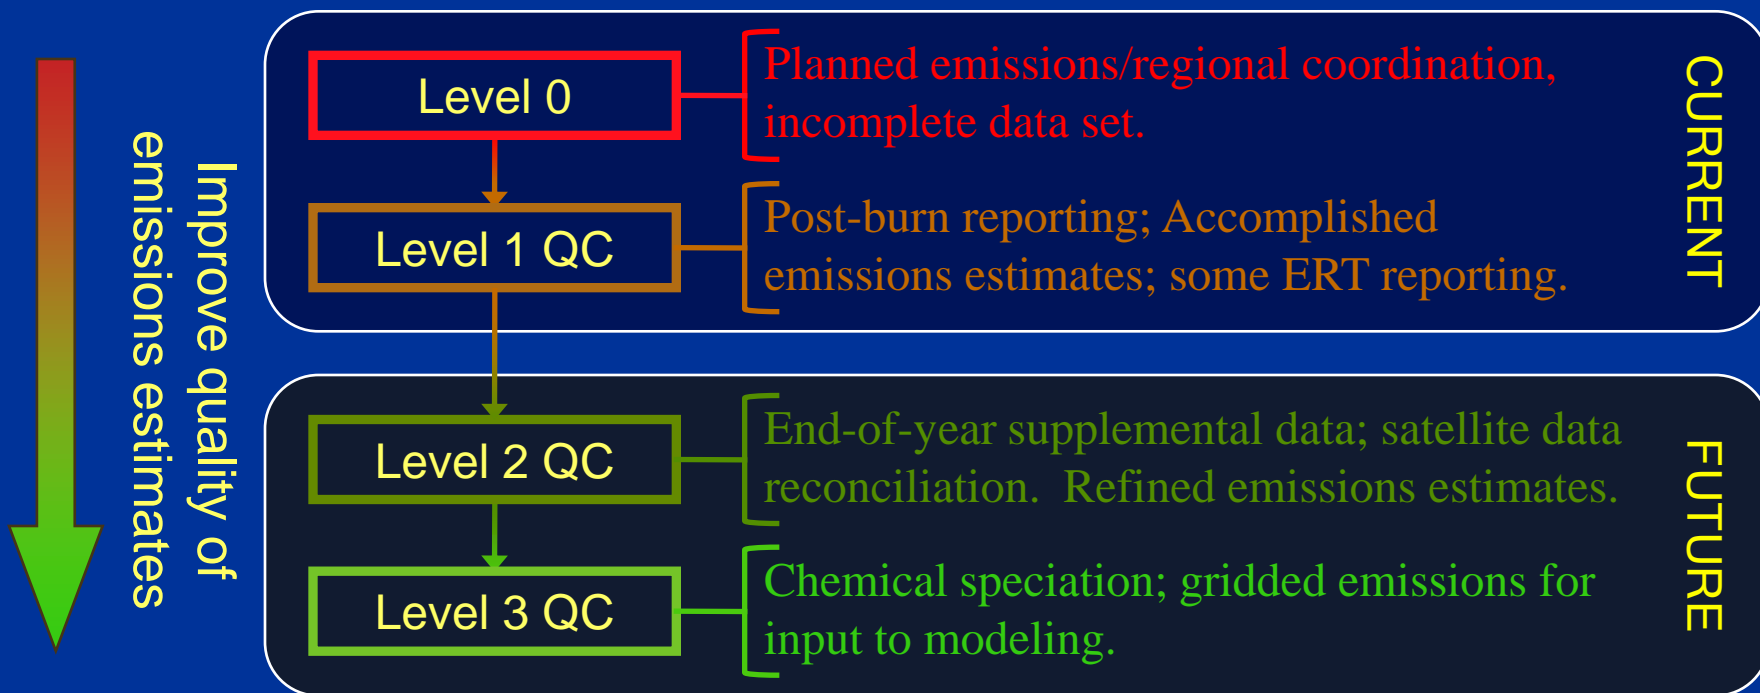 Improve quality of
emissions estimates
CURRENT
Level 0
Planned emissions/regional coordination,
incomplete data set.
Level 1 QC
Post-burn reporting; Accomplished
emissions estimates; some ERT reporting.
FUTURE
Level 2 QC
End-of-year supplemental data; satellite data
reconciliation.  Refined emissions estimates.
Level 3 QC
Chemical speciation; gridded emissions for
input to modeling.